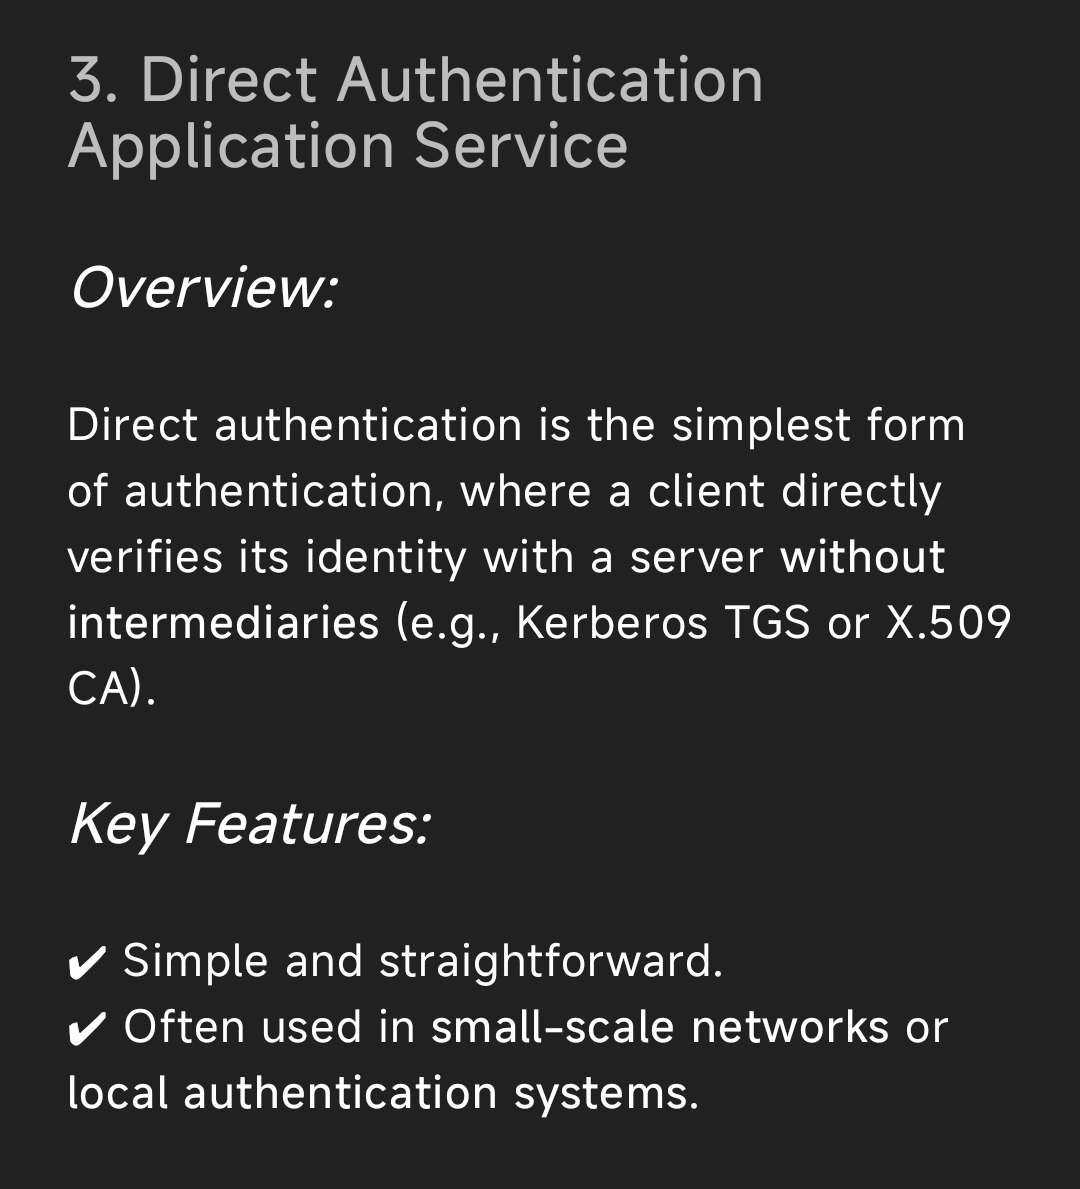 3. Direct Authentication
Application Service
Overview:
Direct authentication is the simplest form
of authentication, where a client directly
verifies its identity with a server without
intermediaries (e.g., Kerberos TGS or X.509
CA).
Key Features:
✔ Simple and straightforward.
✔ Often used in small-scale networks or
local authentication systems.